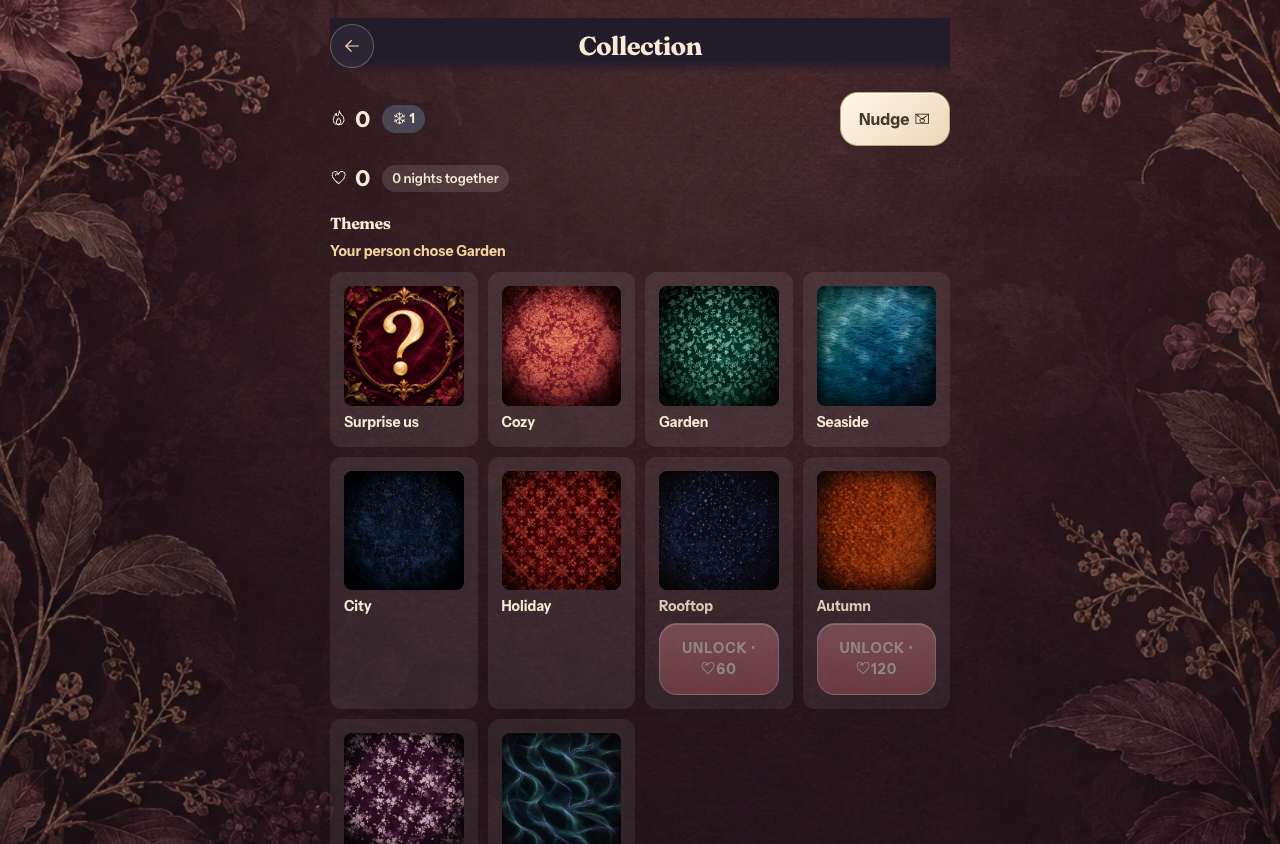 Collection
0
1
Nudge
0
0 nights together
Themes
Your person chose Garden
?
Surprise us
Cozy
Garden
Seaside
City
Holiday
Rooftop
Autumn
UNLOCK ·
♡60
UNLOCK ·
♡120